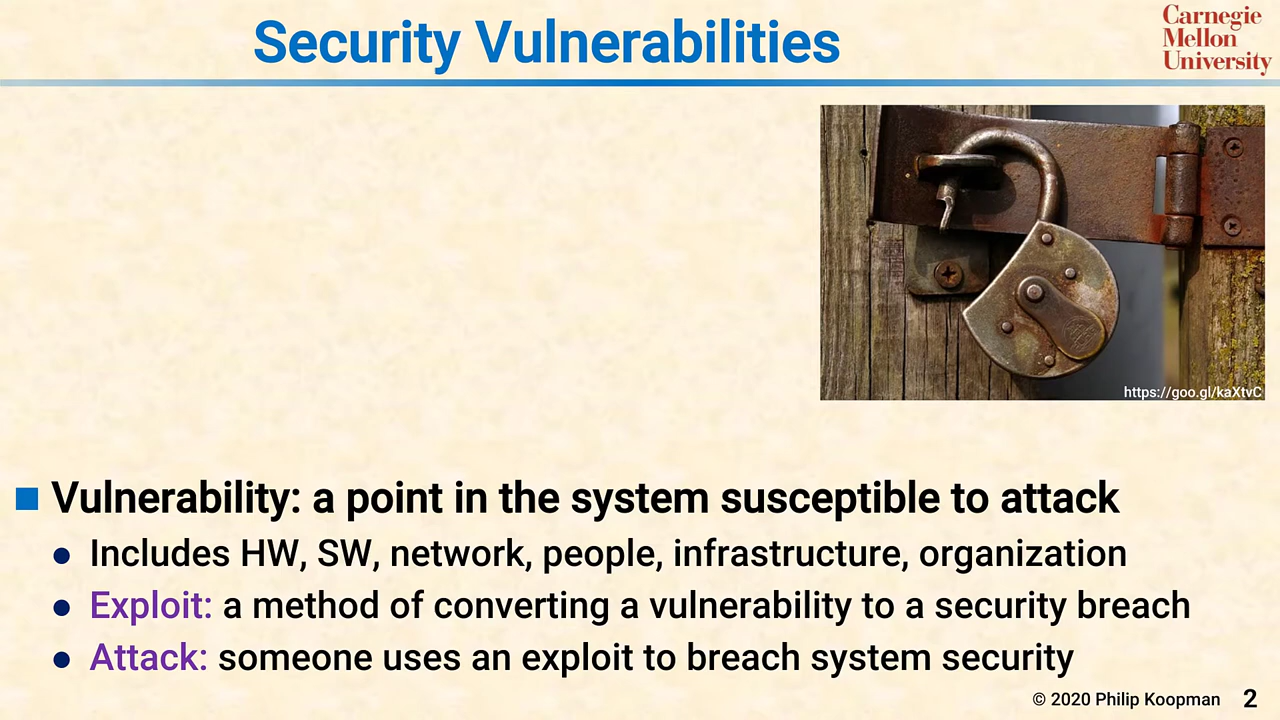 Security Vulnerabilities
Carnegie
Mellon
University
https://goo.gl/kaXtvC
Vulnerability: a point in the system susceptible to attack
Includes HW, SW, network, people, infrastructure, organization
Exploit: a method of converting a vulnerability to a security breach
Attack: someone uses an exploit to breach system security
© 2020 Philip Koopman 2